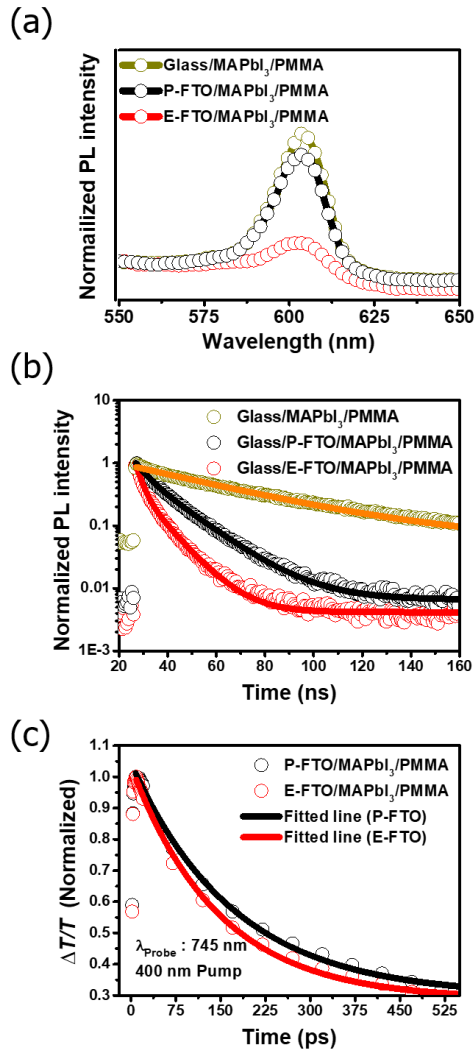 (a)
Normailized PL intensity
Glass/MAPbI3/PMMA
P-FTO/MAPbI3/PMMA
E-FTO/MAPbI3/PMMA
550 575 600 625 650
Wavelength (nm)
(b)
Normalized PL intensity
Glass/MAPbI3/PMMA
Glass/P-FTO/MAPbI3/PMMA
Glass/E-FTO/MAPbI3/PMMA
10
1
0.1
0.01
1E-3
20 40 60 80 100 120 140 160
Time (ns)
(c)
ΔT/T (Normalized)
P-FTO/MAPbI3/PMMA
E-FTO/MAPbI3/PMMA
Fitted line (P-FTO)
Fitted line (E-FTO)
λProbe : 745 nm
400 nm Pump
1.1
1.0
0.9
0.8
0.7
0.6
0.5
0.4
0.3
0 75 150 225 300 375 450 525
Time (ps)